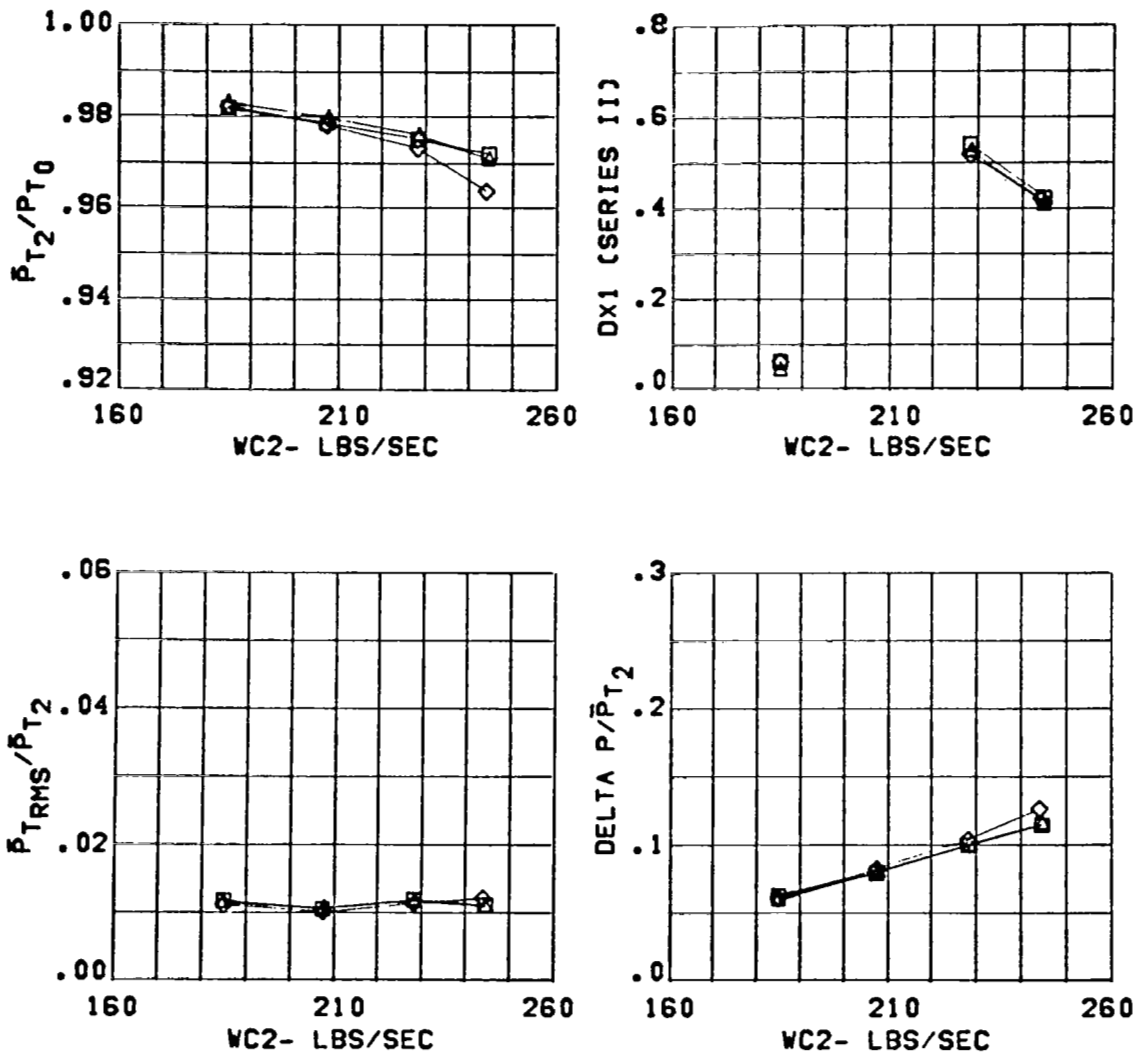 1.00
.98
.96
.94
.92
P̄T2/PT0
160 210 260
WC2- LBS/SEC
.8
.6
.4
.2
.0
DX1 (SERIES II)
160 210 260
WC2- LBS/SEC
.06
.04
.02
.00
P̄TRMS/P̄T2
160 210 260
WC2- LBS/SEC
.3
.2
.1
.0
DELTA P/P̄T2
160 210 260
WC2- LBS/SEC